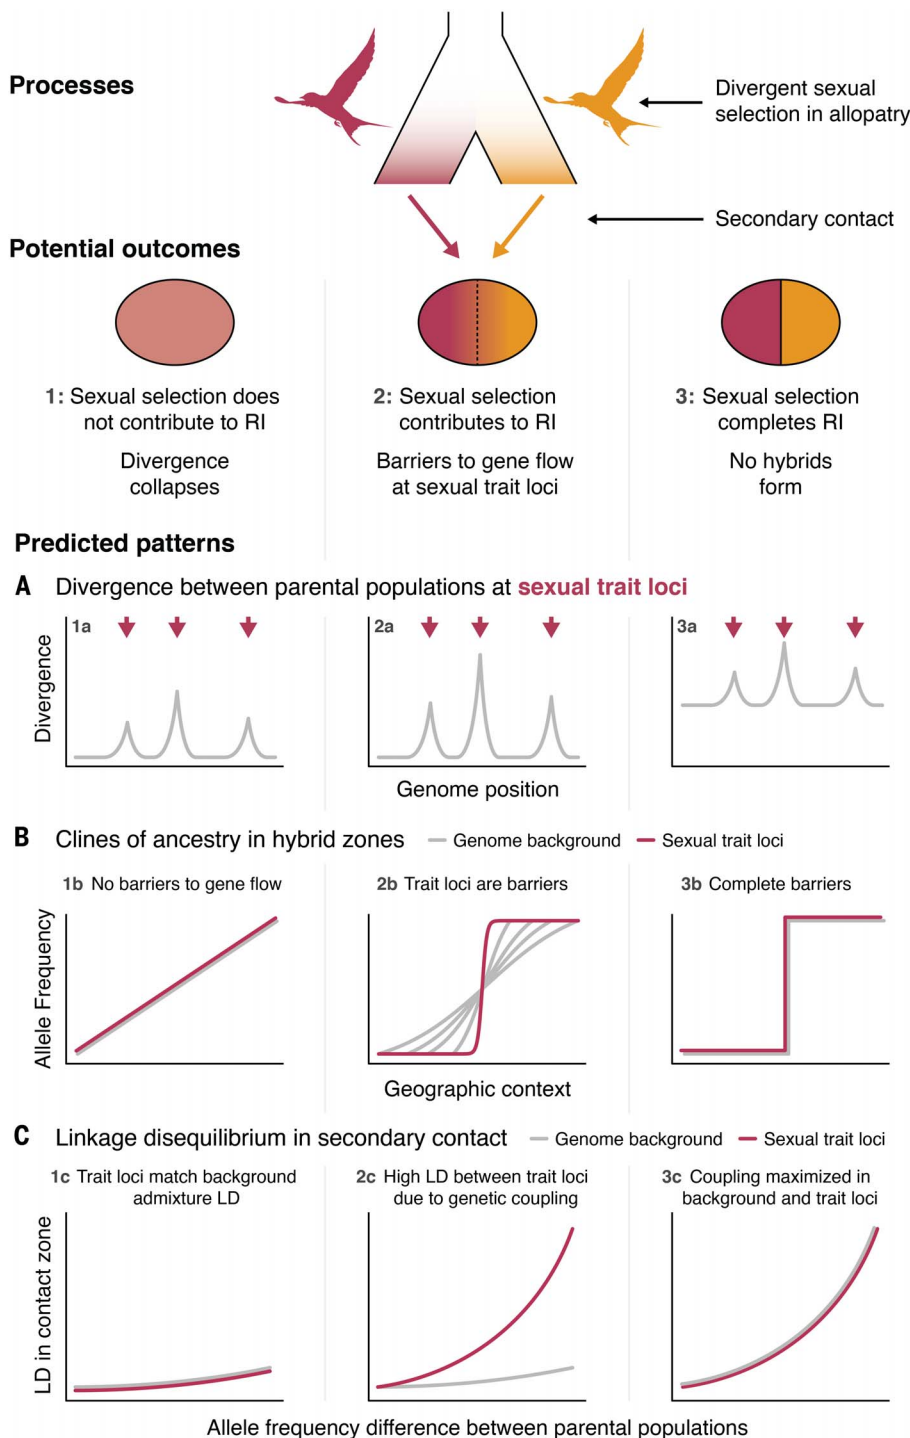 Processes
Divergent sexual
selection in allopatry
Secondary contact
Potential outcomes
1: Sexual selection does
not contribute to RI
Divergence
collapses
2: Sexual selection
contributes to RI
Barriers to gene flow
at sexual trait loci
3: Sexual selection
completes RI
No hybrids
form
Predicted patterns
A Divergence between parental populations at sexual trait loci
Divergence
1a
2a
3a
Genome position
B Clines of ancestry in hybrid zones
Genome background
Sexual trait loci
1b No barriers to gene flow
2b Trait loci are barriers
3b Complete barriers
Allele Frequency
Geographic context
C Linkage disequilibrium in secondary contact
Genome background
Sexual trait loci
1c Trait loci match background
admixture LD
2c High LD between trait loci
due to genetic coupling
3c Coupling maximized in
background and trait loci
LD in contact zone
Allele frequency difference between parental populations